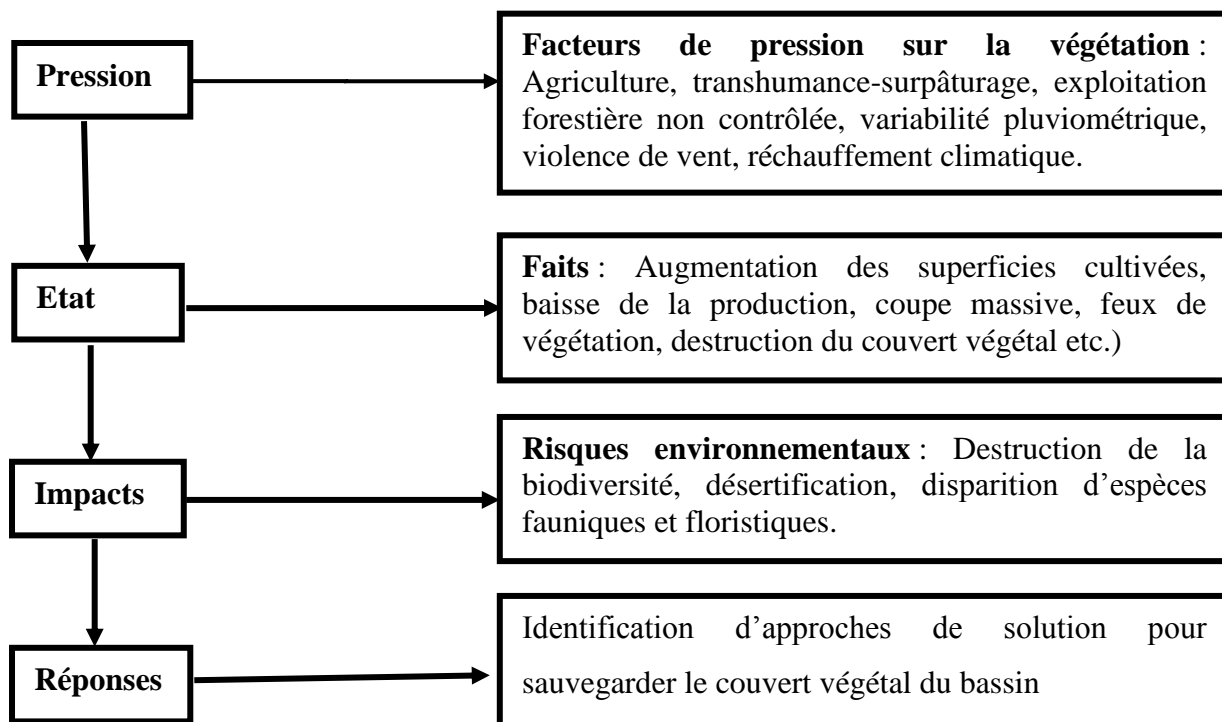 Pression
Facteurs de pression sur la végétation :
Agriculture, transhumance-surpâturage, exploitation
forestière non contrôlée, variabilité pluviométrique,
violence de vent, réchauffement climatique.
Etat
Faits : Augmentation des superficies cultivées,
baisse de la production, coupe massive, feux de
végétation, destruction du couvert végétal etc.)
Impacts
Risques environnementaux : Destruction de la
biodiversité, désertification, disparition d’espèces
fauniques et floristiques.
Réponses
Identification d’approches de solution pour
sauvegarder le couvert végétal du bassin